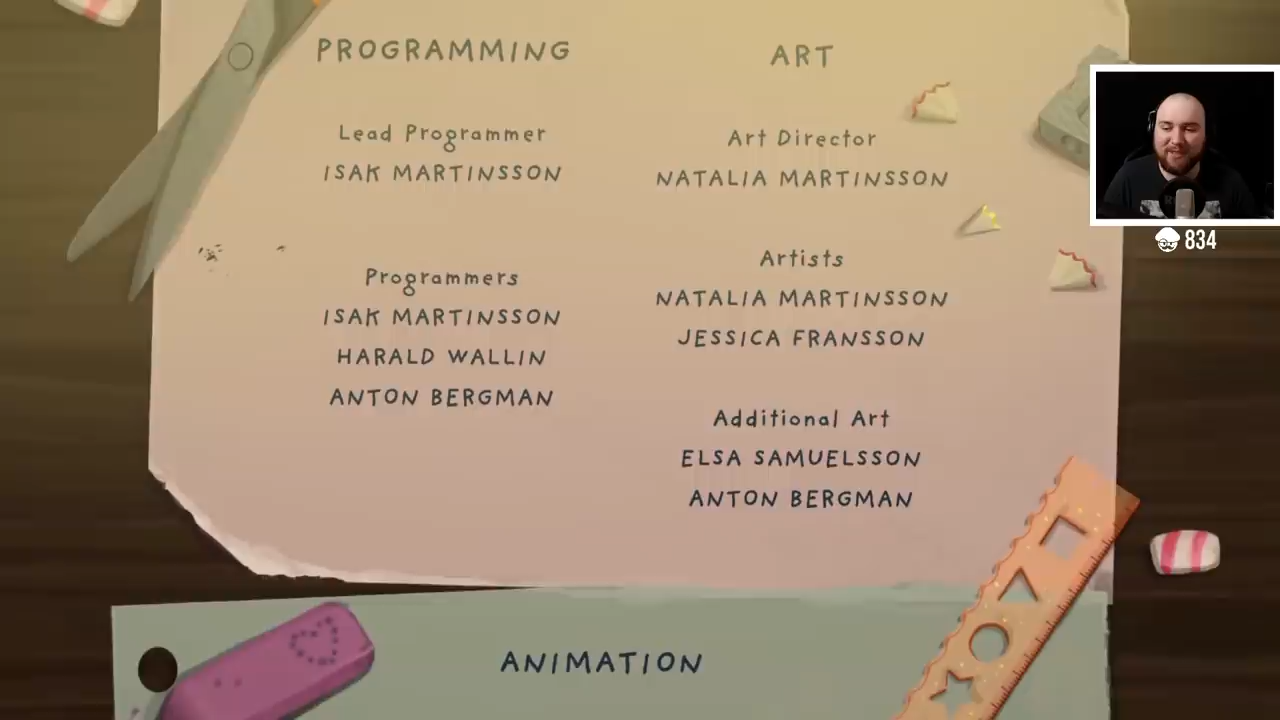 PROGRAMMING
Lead Programmer
ISAK MARTINSSON
Programmers
ISAK MARTINSSON
HARALD WALLIN
ANTON BERGMAN
ART
Art Director
NATALIA MARTINSSON
Artists
NATALIA MARTINSSON
JESSICA FRANSSON
Additional Art
ELSA SAMUELSSON
ANTON BERGMAN
834
ANIMATION